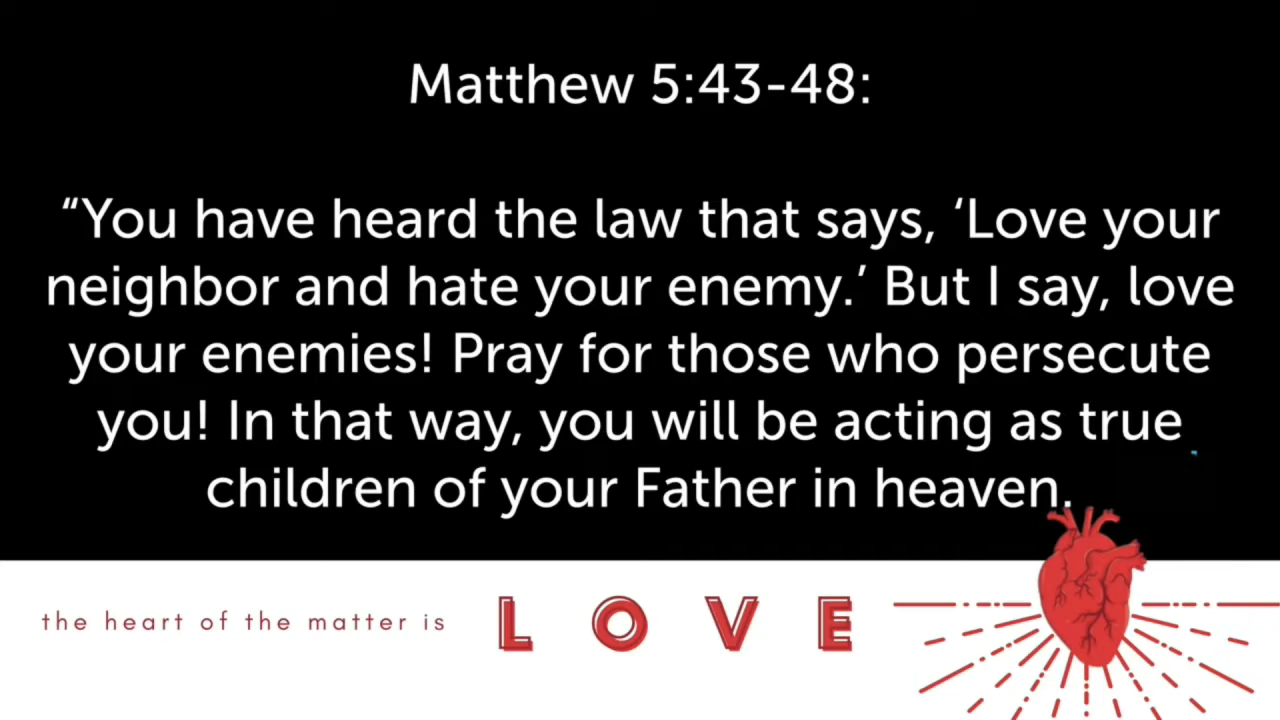 Matthew 5:43-48:
“You have heard the law that says, ‘Love your
neighbor and hate your enemy.’ But I say, love
your enemies! Pray for those who persecute
you! In that way, you will be acting as true
children of your Father in heaven.
the heart of the matter is LOVE